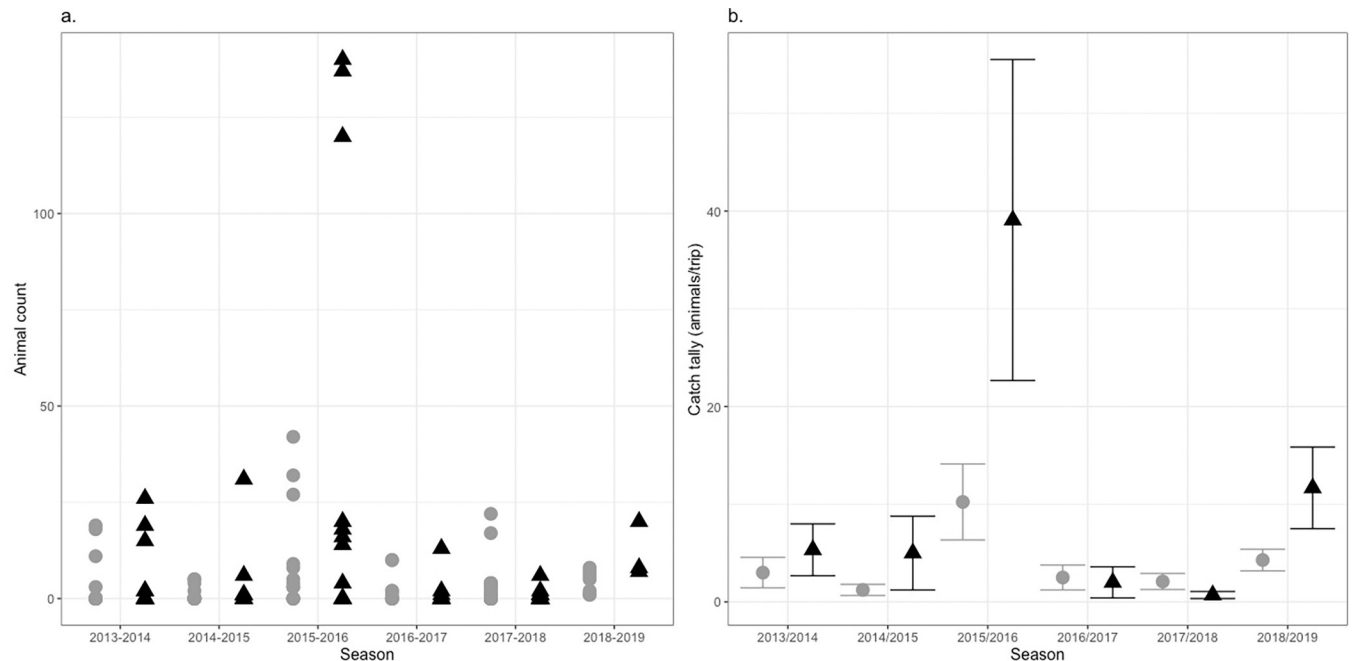 a.
Animal count
100
50
0
2013-2014 2014-2015 2015-2016 2016-2017 2017-2018 2018-2019
Season
b.
Catch tally (animals/trip)
40
20
0
2013/2014 2014/2015 2015/2016 2016/2017 2017/2018 2018/2019
Season